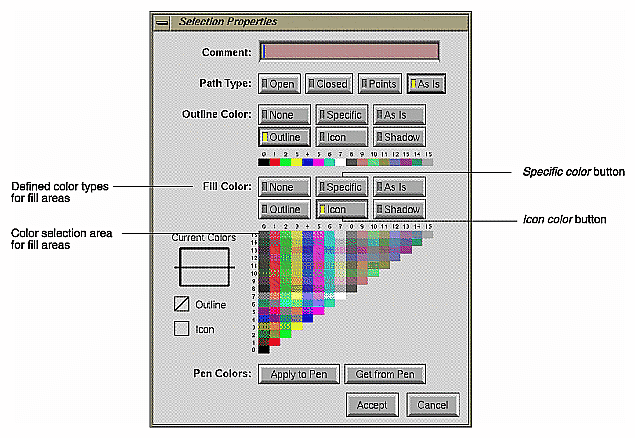 Selection Properties
Comment:
Path Type: Open Closed Points As Is
Outline Color: None Specific As Is
Outline Icon Shadow
0 1 2 3 4 5 6 7 8 9 10 11 12 13 14 15
Specific color button
Defined color types
for fill areas
Fill Color: None Specific As Is
Outline Icon Shadow
Icon color button
Color selection area
for fill areas
0 1 2 3 4 5 6 7 8 9 10 11 12 13 14 15
Current Colors
15
14
13
12
11
10
9
8
7
6
5
4
3
2
1
0
Outline
Icon
Pen Colors: Apply to Pen Get from Pen
Accept Cancel